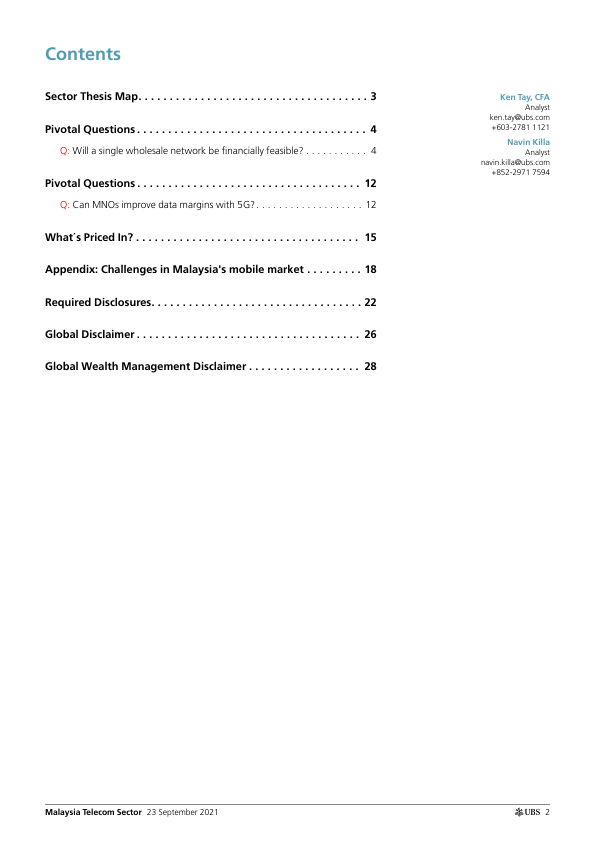 Contents
Sector Thesis Map. . . . . . . . . . . . . . . . . . . . . . . . . . . . . . . . . . . . . 3
Pivotal Questions . . . . . . . . . . . . . . . . . . . . . . . . . . . . . . . . . . . . . 4
Q: Will a single wholesale network be financially feasible? . . . . . . . . . . . 4
Pivotal Questions . . . . . . . . . . . . . . . . . . . . . . . . . . . . . . . . . . . . 12
Q: Can MNOs improve data margins with 5G? . . . . . . . . . . . . . . . . . . . 12
What´s Priced In? . . . . . . . . . . . . . . . . . . . . . . . . . . . . . . . . . . . . 15
Appendix: Challenges in Malaysia's mobile market . . . . . . . . . 18
Required Disclosures. . . . . . . . . . . . . . . . . . . . . . . . . . . . . . . . . . 22
Global Disclaimer . . . . . . . . . . . . . . . . . . . . . . . . . . . . . . . . . . . . 26
Global Wealth Management Disclaimer . . . . . . . . . . . . . . . . . . 28
Ken Tay, CFA
Analyst
ken.tay@ubs.com
+603-2781 1121
Navin Killa
Analyst
navin.killa@ubs.com
+852-2971 7594
Malaysia Telecom Sector 23 September 2021 UBS 2